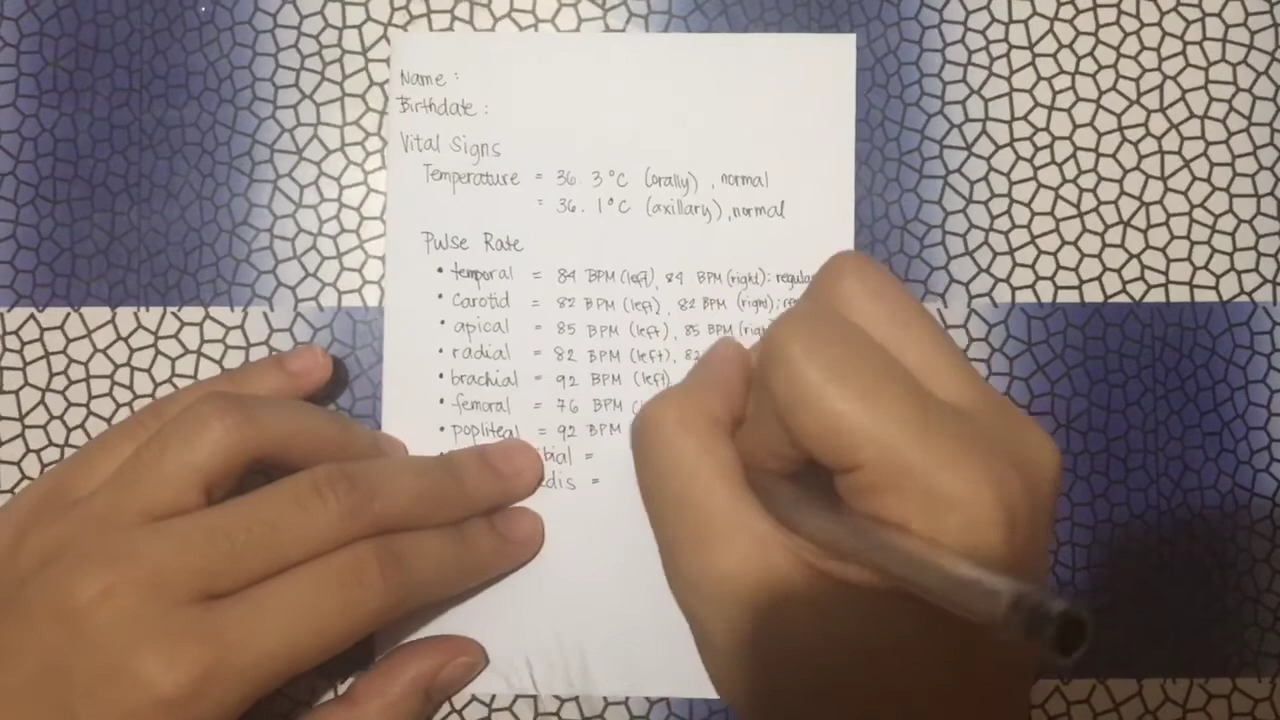 Name :
Birthdate :
Vital Signs
Temperature = 36.3°C (orally), normal
= 36.1°C (axillary), normal
Pulse Rate
• temporal = 84 BPM (left), 84 BPM (right):
• carotid = 82 BPM (left), 82 BPM (right);
• apical = 85 BPM (left), 85 BPM
• radial = 82 BPM (left), 82
• brachial = 92 BPM (left)
• femoral = 76 BPM
• popliteal = 92 BPM
=
=